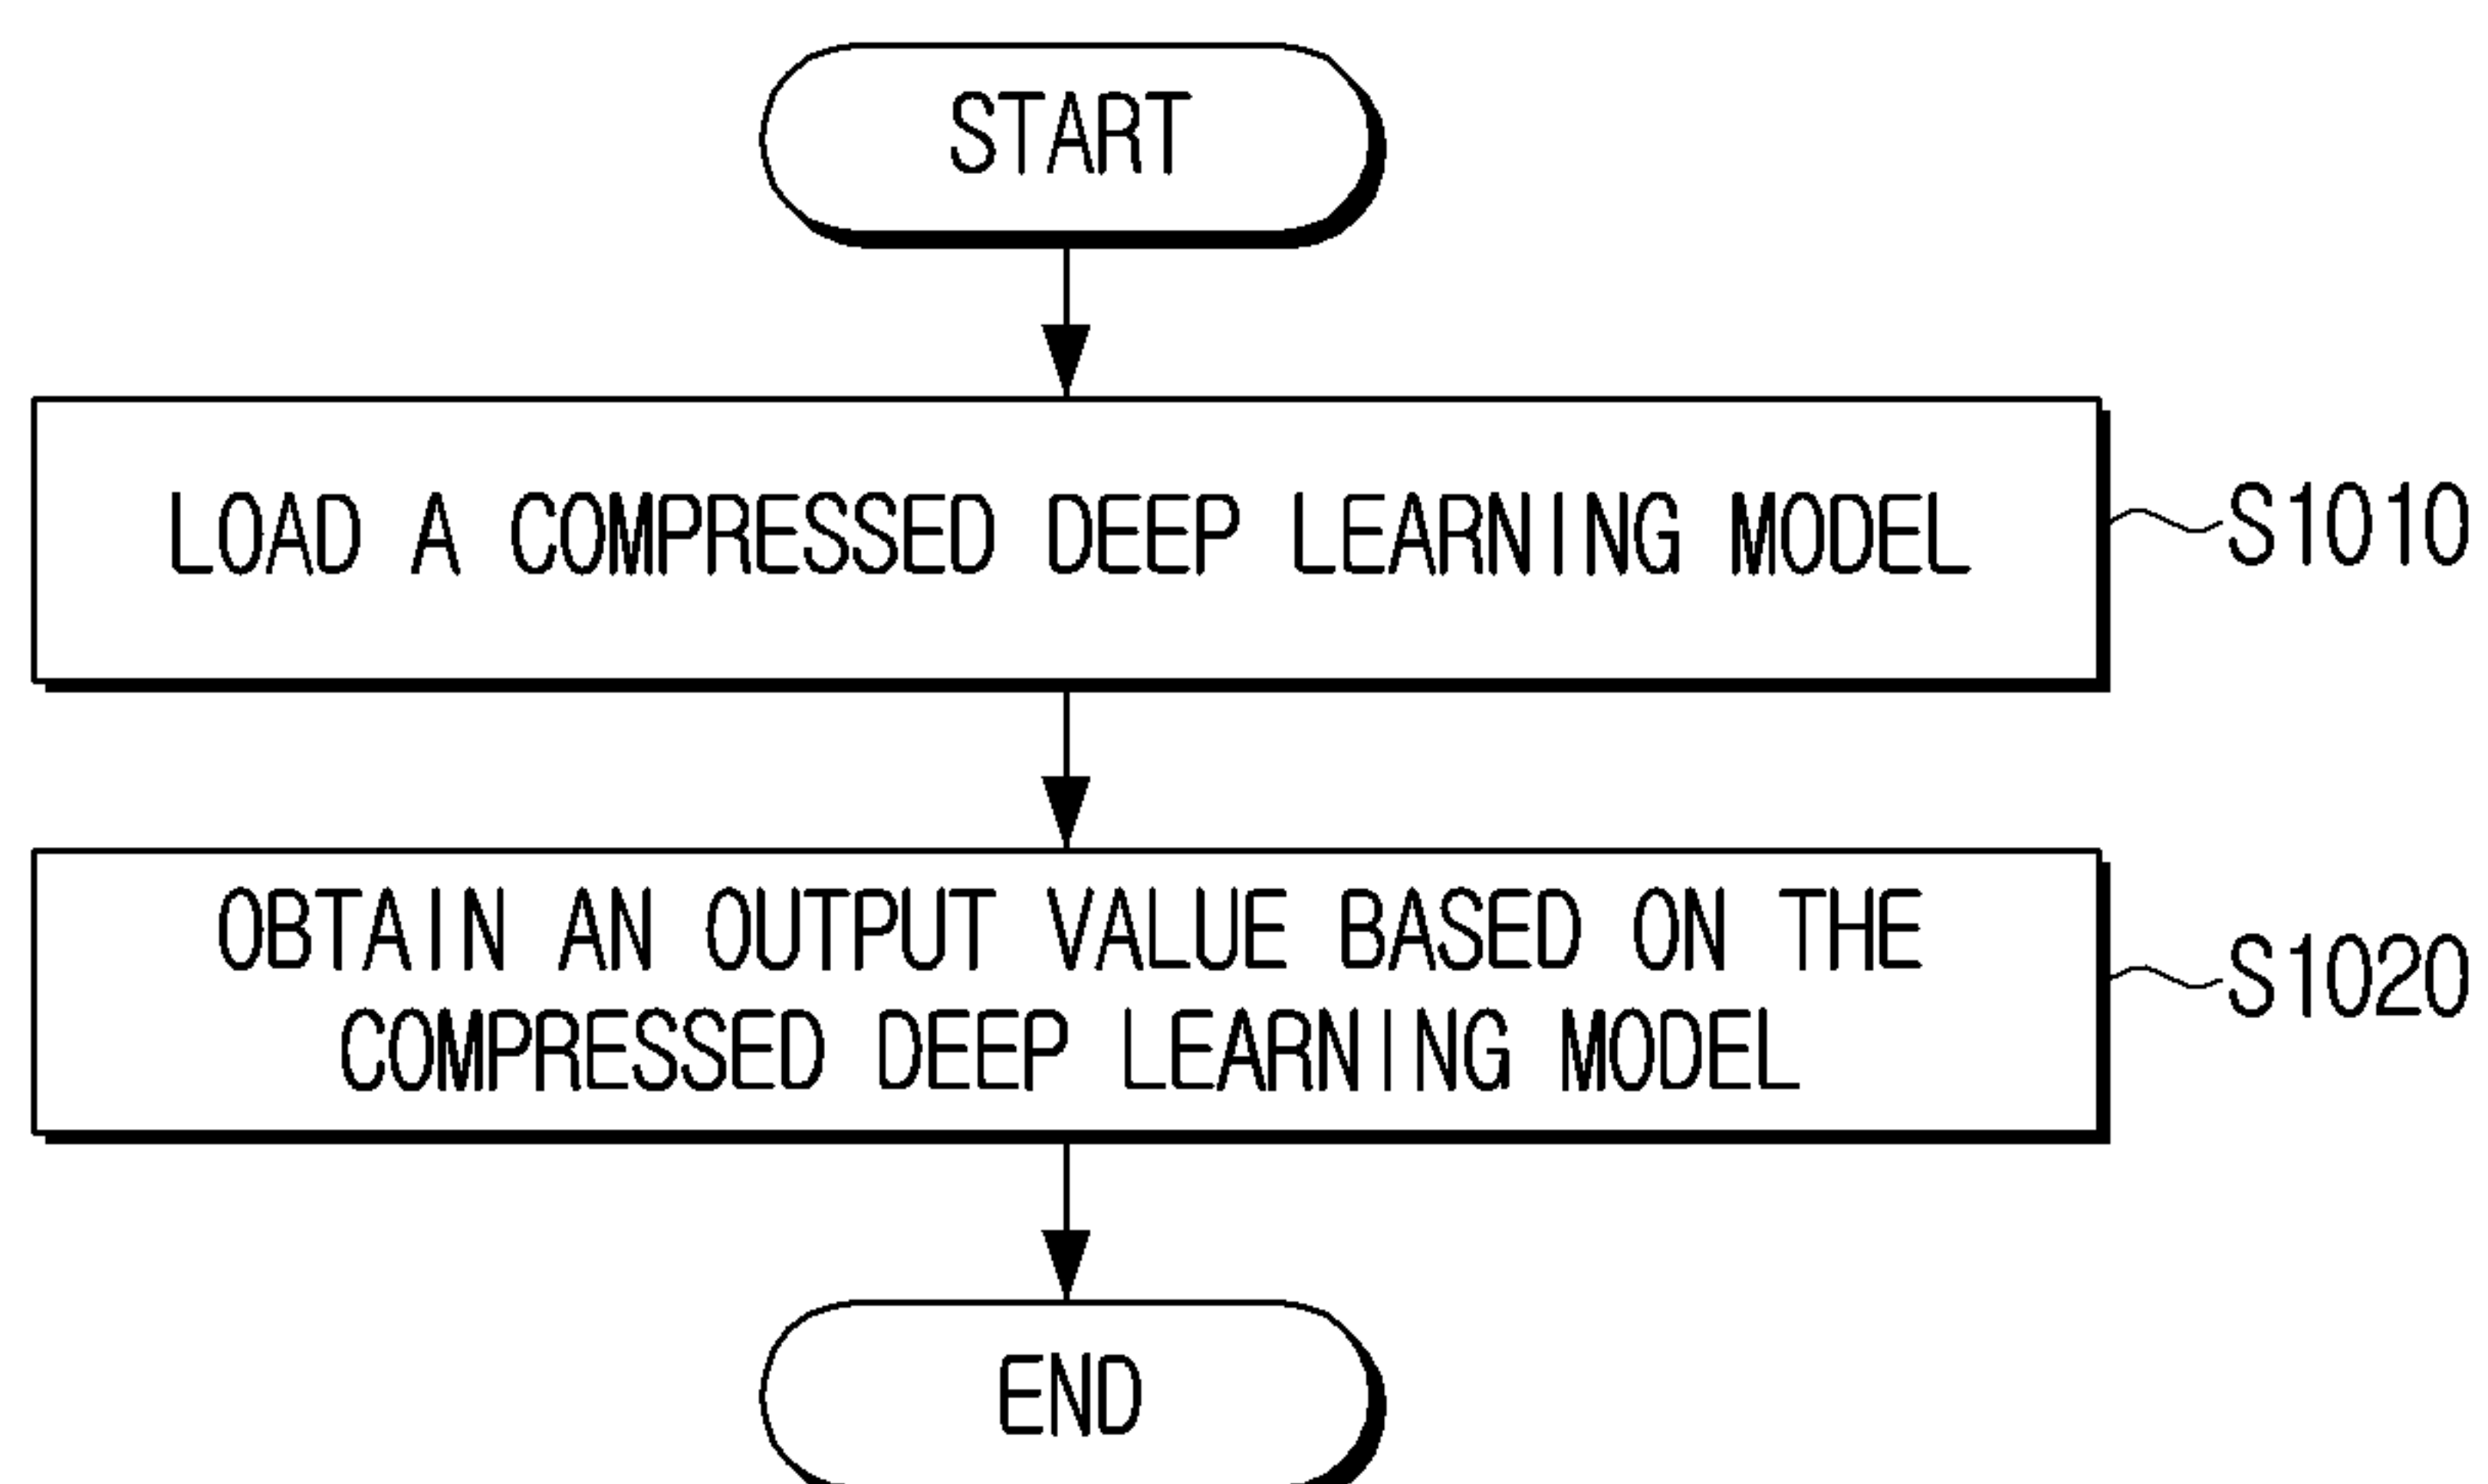 START
LOAD A COMPRESSED DEEP LEARNING MODEL
S1010
OBTAIN AN OUTPUT VALUE BASED ON THE
COMPRESSED DEEP LEARNING MODEL
S1020
END